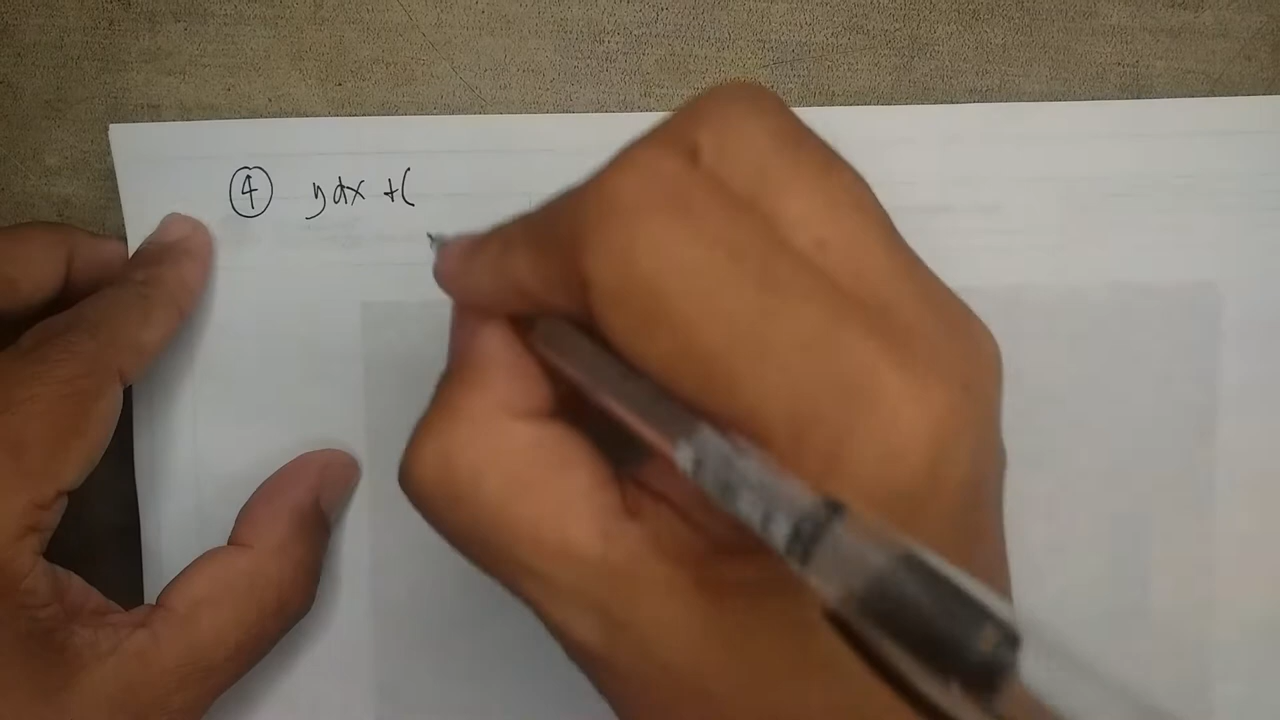 ④ ydx +(